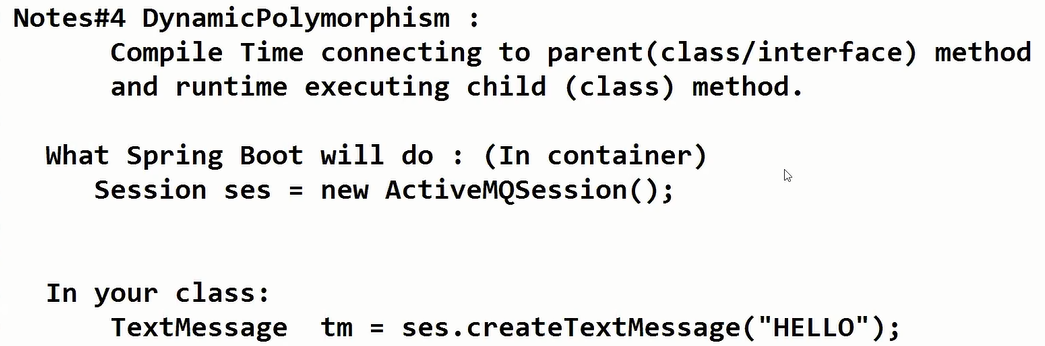 Notes#4 DynamicPolymorphism :
Compile Time connecting to parent(class/interface) method
and runtime executing child (class) method.
What Spring Boot will do : (In container)
Session ses = new ActiveMQSession();
In your class:
TextMessage  tm = ses.createTextMessage("HELLO");